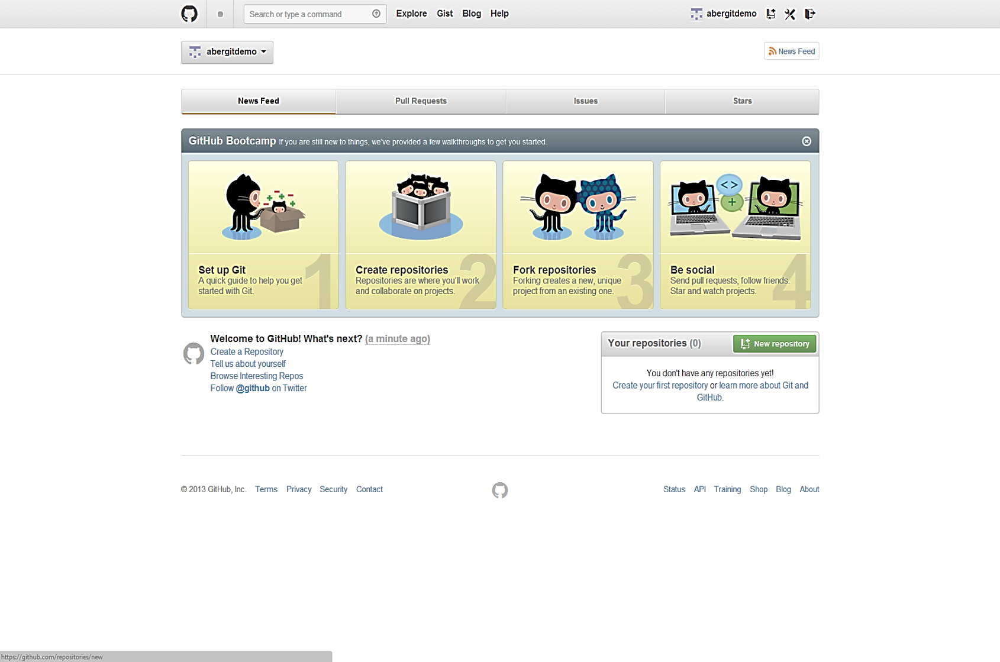 Search or type a command
Explore Gist Blog Help
abergitdemo
abergitdemo
News Feed
News Feed Pull Requests Issues Stars
GitHub Bootcamp If you are still new to things, we've provided a few walkthroughs to get you started.
1
Set up Git
A quick guide to help you get
started with Git.
2
Create repositories
Repositories are where you'll work
and collaborate on projects.
3
Fork repositories
Forking creates a new, unique
project from an existing one.
4
Be social
Send pull requests, follow friends.
Star and watch projects.
Welcome to GitHub! What's next? (a minute ago)
Create a Repository
Tell us about yourself
Browse Interesting Repos
Follow @github on Twitter
Your repositories (0)
New repository
You don't have any repositories yet!
Create your first repository or learn more about Git and
GitHub.
© 2013 GitHub, Inc. Terms Privacy Security Contact
Status API Training Shop Blog About
https://github.com/repositories/new